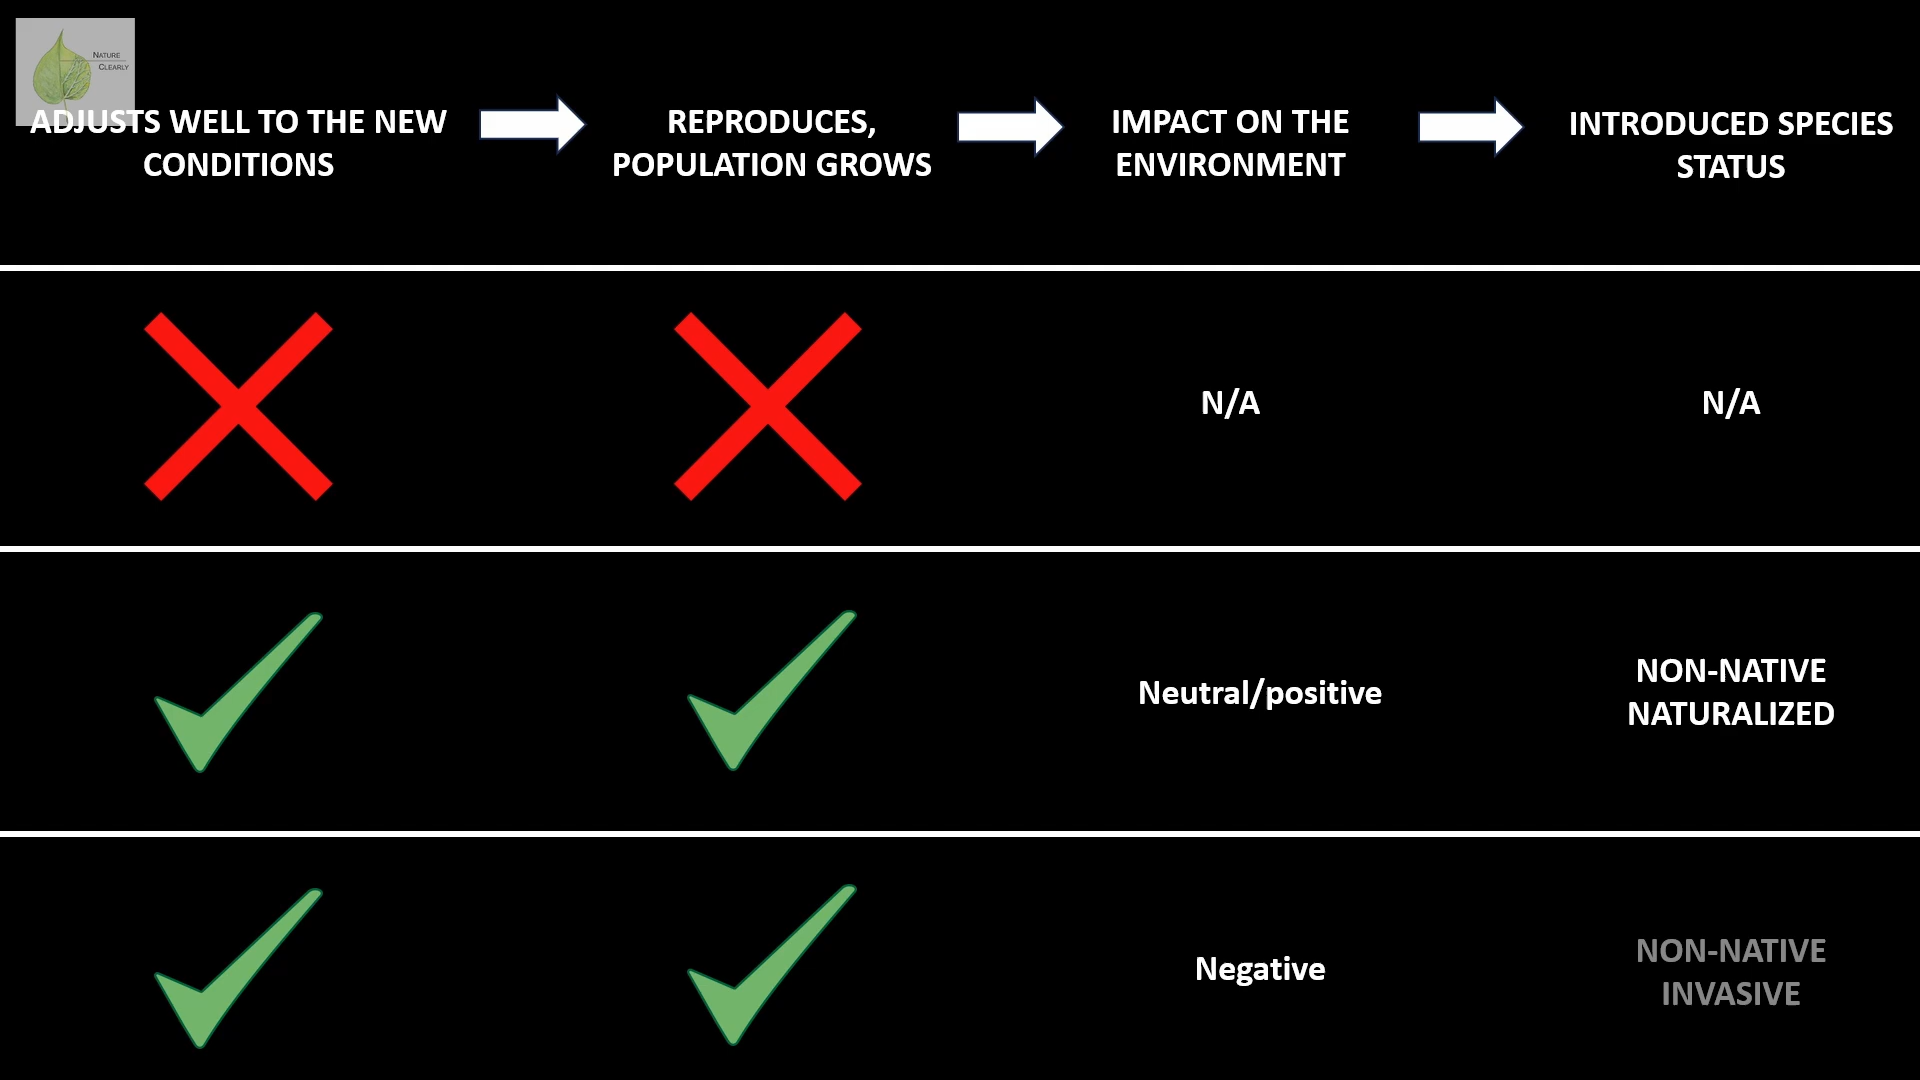 NATURE
CLEARLY
ADJUSTS WELL TO THE NEW
CONDITIONS
REPRODUCES,
POPULATION GROWS
IMPACT ON THE
ENVIRONMENT
INTRODUCED SPECIES
STATUS
N/A
N/A
Neutral/positive
NON-NATIVE
NATURALIZED
Negative
NON-NATIVE
INVASIVE